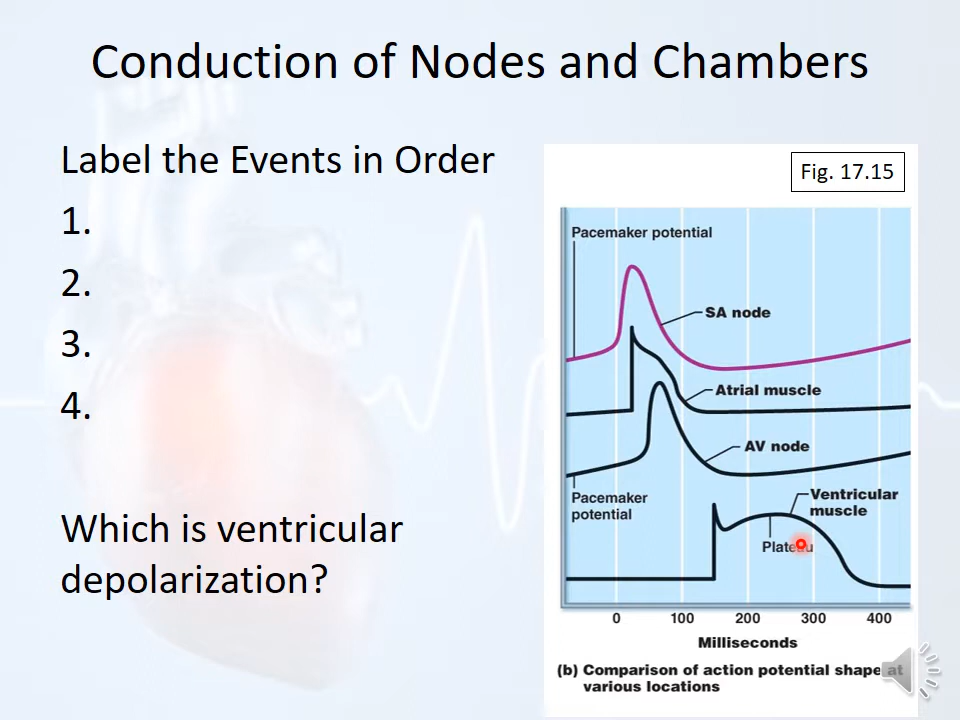 Conduction of Nodes and Chambers
Label the Events in Order
1.
2.
3.
4.
Which is ventricular
depolarization?
Fig. 17.15
Pacemaker potential
SA node
Atrial muscle
AV node
Pacemaker
potential
Ventricular
muscle
Plateau
0 100 200 300 400
Milliseconds
(b) Comparison of action potential shape at
various locations